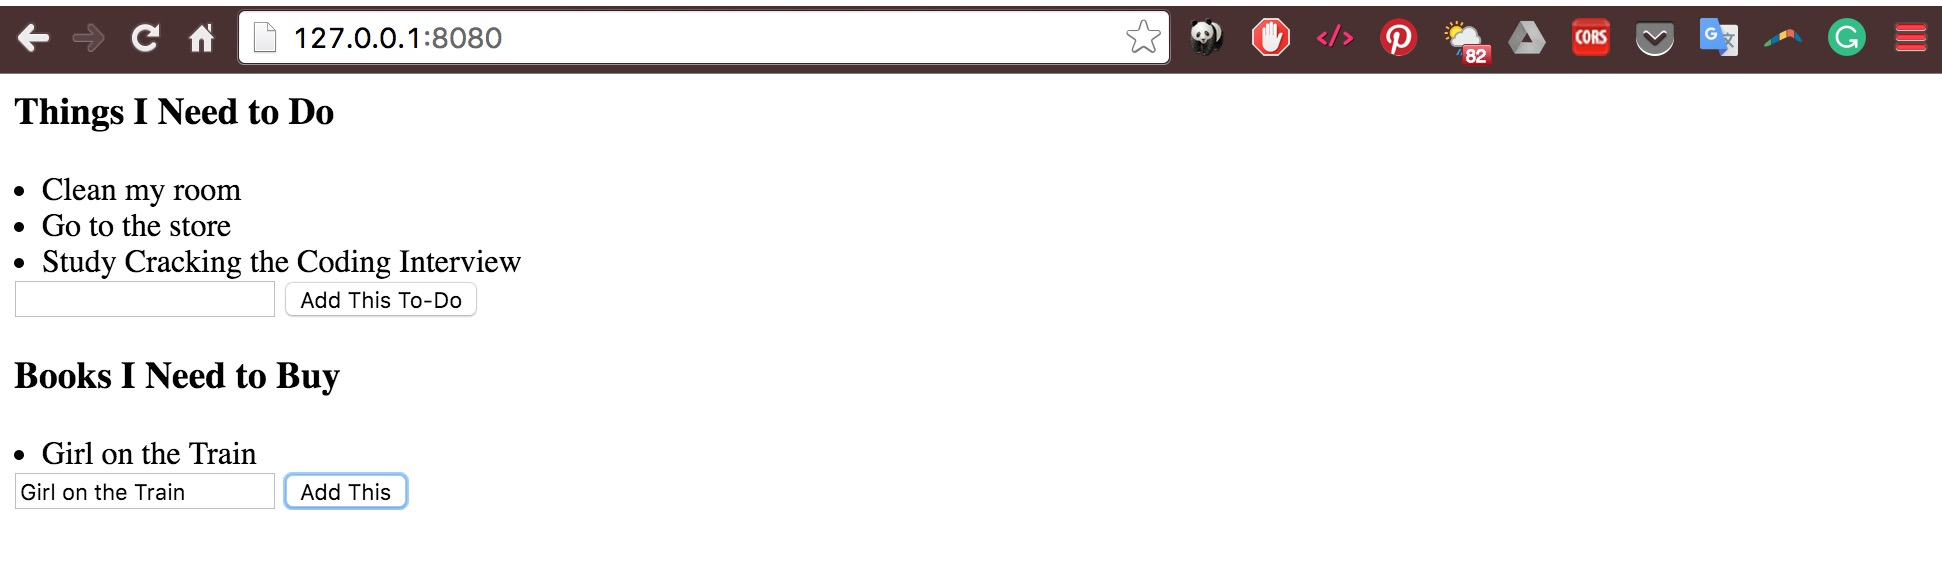 127.0.0.1:8080
</>
82
CORS
G 文
G
Things I Need to Do
• Clean my room
• Go to the store
• Study Cracking the Coding Interview
Add This To-Do
Books I Need to Buy
• Girl on the Train
Girl on the Train Add This